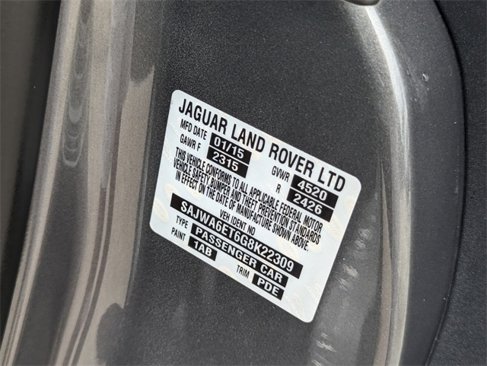 JAGUAR LAND ROVER LTD
MFD DATE 01/15 GVWR 4520
GAWR F 2315 R 2426
THIS VEHICLE CONFORMS TO ALL APPLICABLE FEDERAL MOTOR
VEHICLE SAFETY BUMPER AND THEFT PREVENTION STANDARDS
IN EFFECT ON THE DATE OF MANUFACTURE SHOWN
ABOVE.
VEH IDENT NO
SAJWA6ET6G8K22309
TYPE PASSENGER CAR
PAINT 1AB TRIM PDE